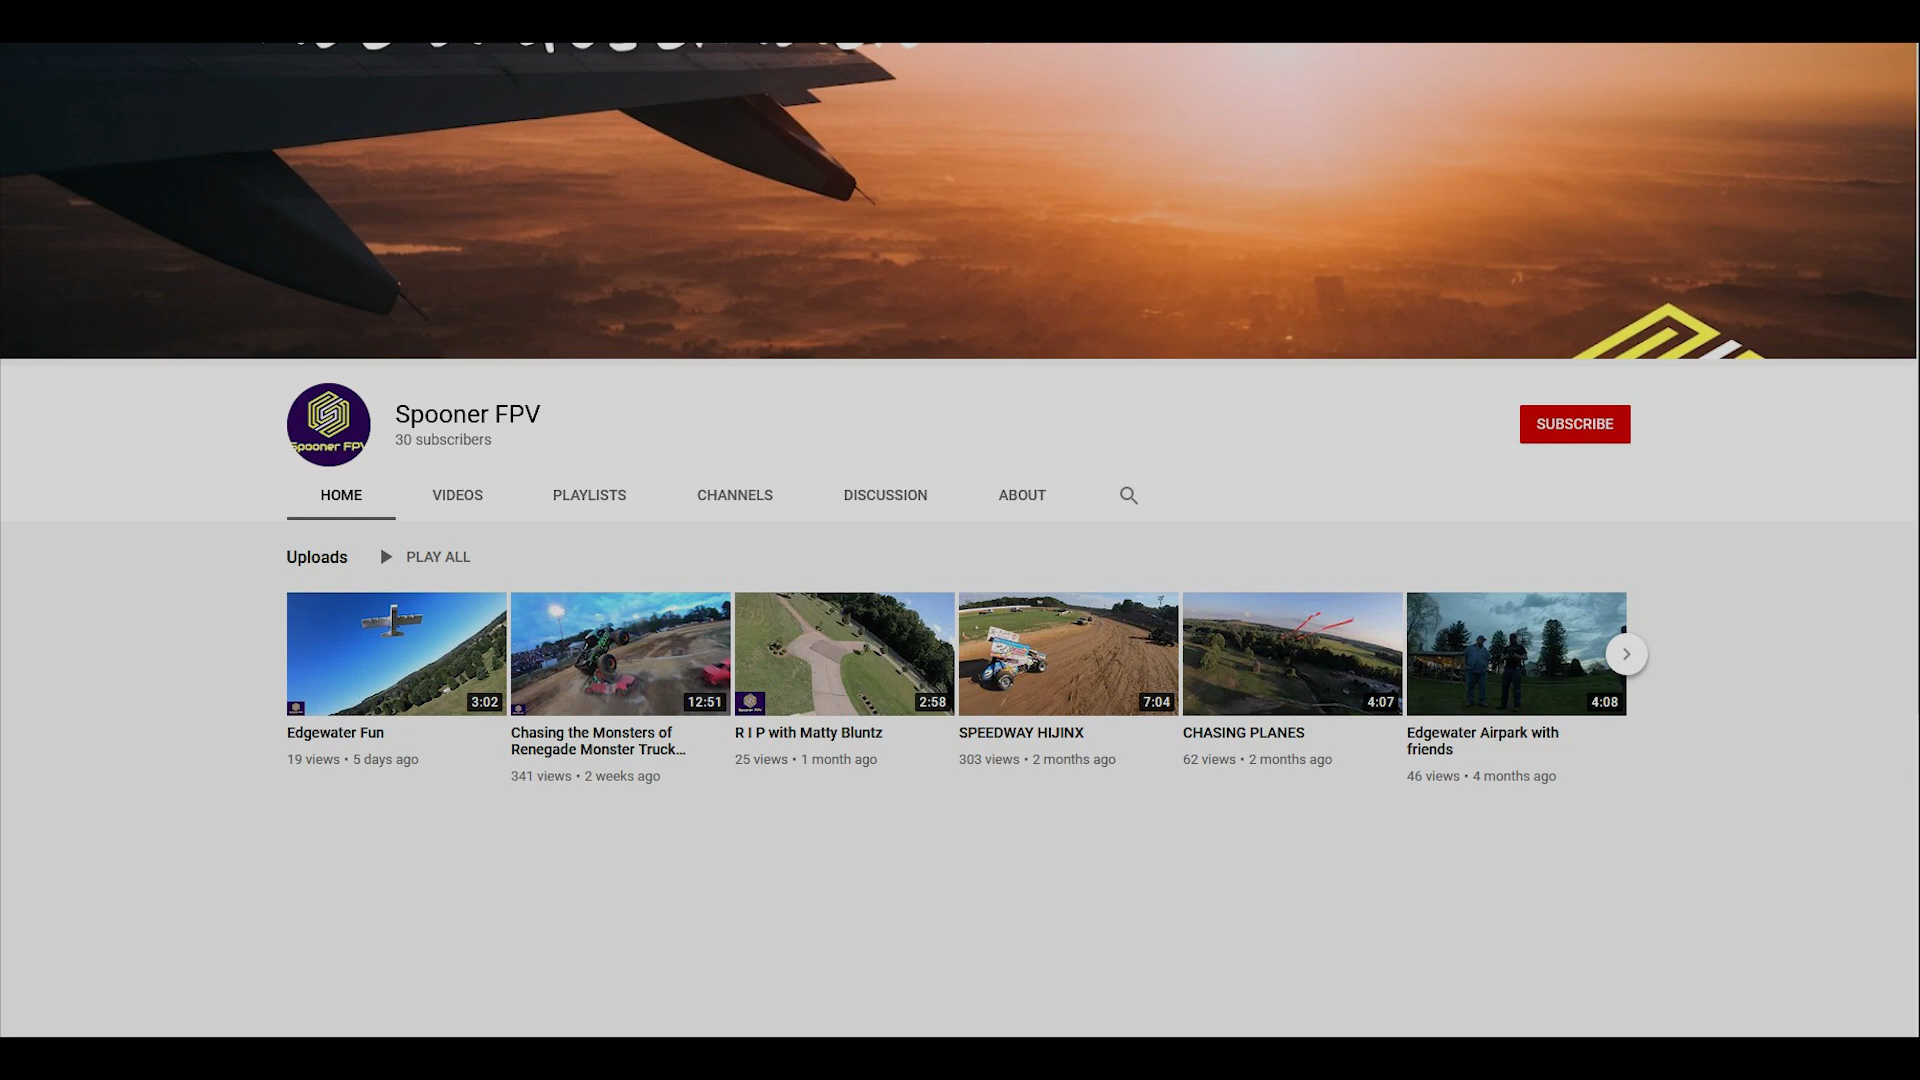 Spooner FPV
30 subscribers
SUBSCRIBE
Spooner FPV
HOME VIDEOS PLAYLISTS CHANNELS DISCUSSION ABOUT
Uploads PLAY ALL
3:02 12:51 2:58 7:04 4:07 4:08
Edgewater Fun
19 views • 5 days ago
Chasing the Monsters of
Renegade Monster Truck...
341 views • 2 weeks ago
R I P with Matty Bluntz
25 views • 1 month ago
SPEEDWAY HIJINX
303 views • 2 months ago
CHASING PLANES
62 views • 2 months ago
Edgewater Airpark with
friends
46 views • 4 months ago